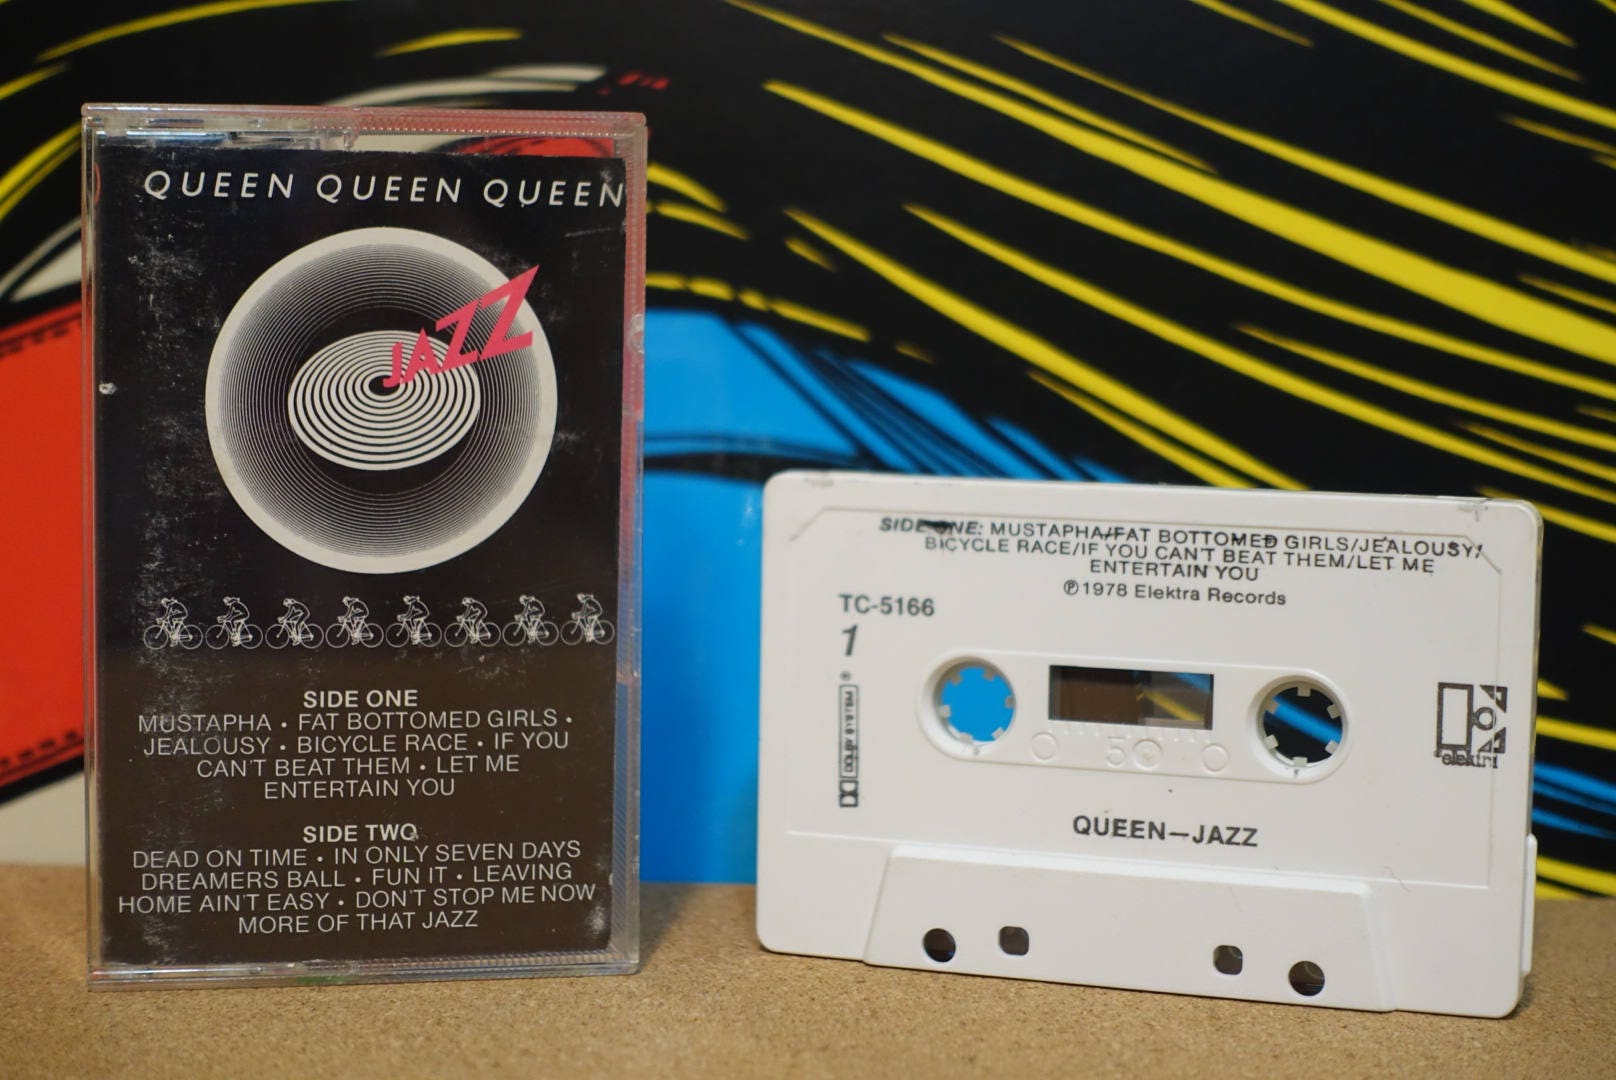 QUEEN QUEEN QUEEN
JAZZ
SIDE ONE
MUSTAPHA • FAT BOTTOMED GIRLS •
JEALOUSY • BICYCLE RACE • IF YOU
CAN'T BEAT THEM • LET ME
ENTERTAIN YOU
SIDE TWO
DEAD ON TIME • IN ONLY SEVEN DAYS
DREAMERS BALL • FUN IT • LEAVING
HOME AIN'T EASY • DON'T STOP ME NOW
MORE OF THAT JAZZ
SIDE ONE: MUSTAPHA/FAT BOTTOMED GIRLS/JEALOUSY/
BICYCLE RACE/IF YOU CAN'T BEAT THEM/LET ME
ENTERTAIN YOU
℗1978 Elektra Records
TC-5166
1
DOLBY SYSTEM
®
50
elektra
QUEEN—JAZZ